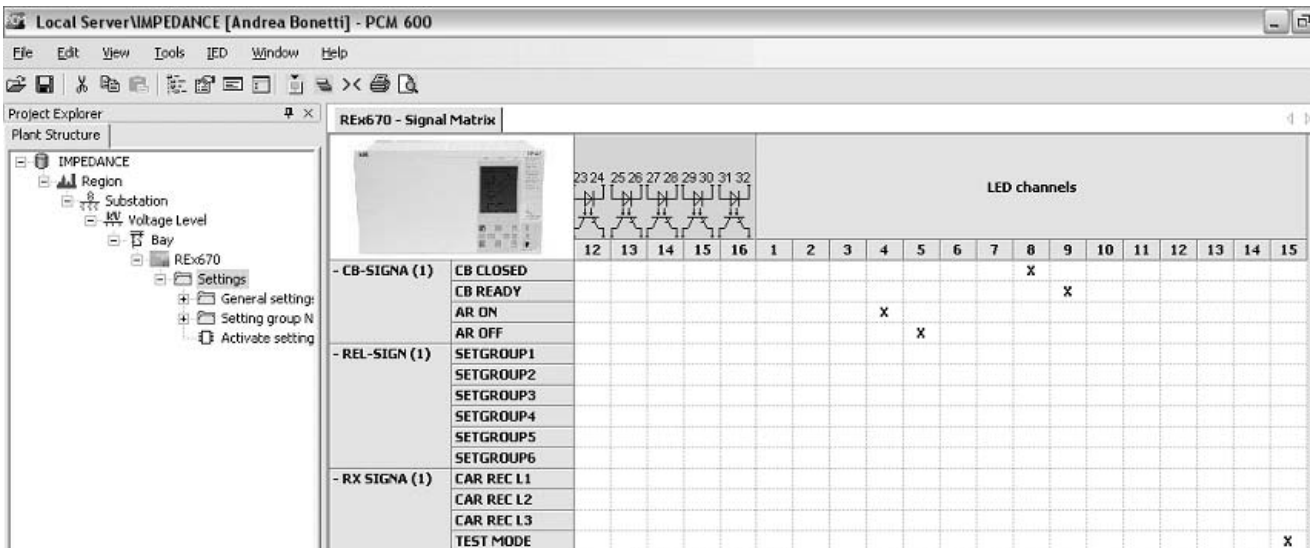 Local Server\IMPEDANCE [Andrea Bonetti] - PCM 600
File Edit View Tools IED Window Help
Project Explorer
Plant Structure
IMPEDANCE
Region
Substation
Voltage Level
Bay
REx670
Settings
General setting
Setting group N
Activate setting
REx670 - Signal Matrix
23 24 25 26 27 28 29 30 31 32
LED channels
12 13 14 15 16 1 2 3 4 5 6 7 8 9 10 11 12 13 14 15
- CB-SIGNA (1) CB CLOSED X
CB READY X
AR ON X
AR OFF X
- REL-SIGN (1) SETGROUP1
SETGROUP2
SETGROUP3
SETGROUP4
SETGROUP5
SETGROUP6
- RX SIGNA (1) CAR REC L1
CAR REC L2
CAR REC L3
TEST MODE X